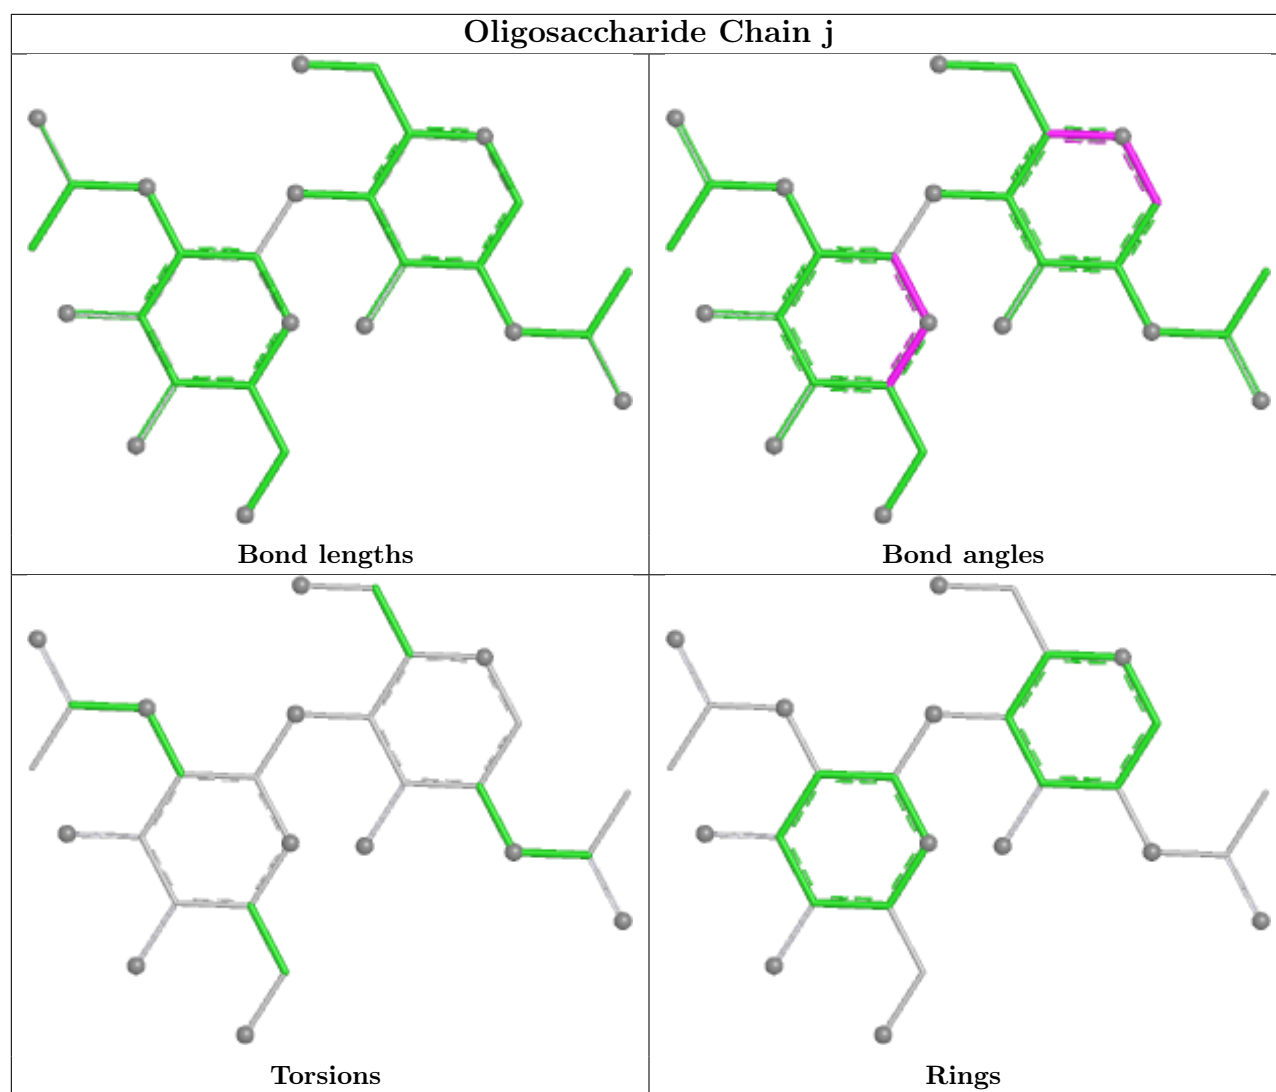 Oligosaccharide Chain j
Bond lengths
Bond angles
Torsions
Rings